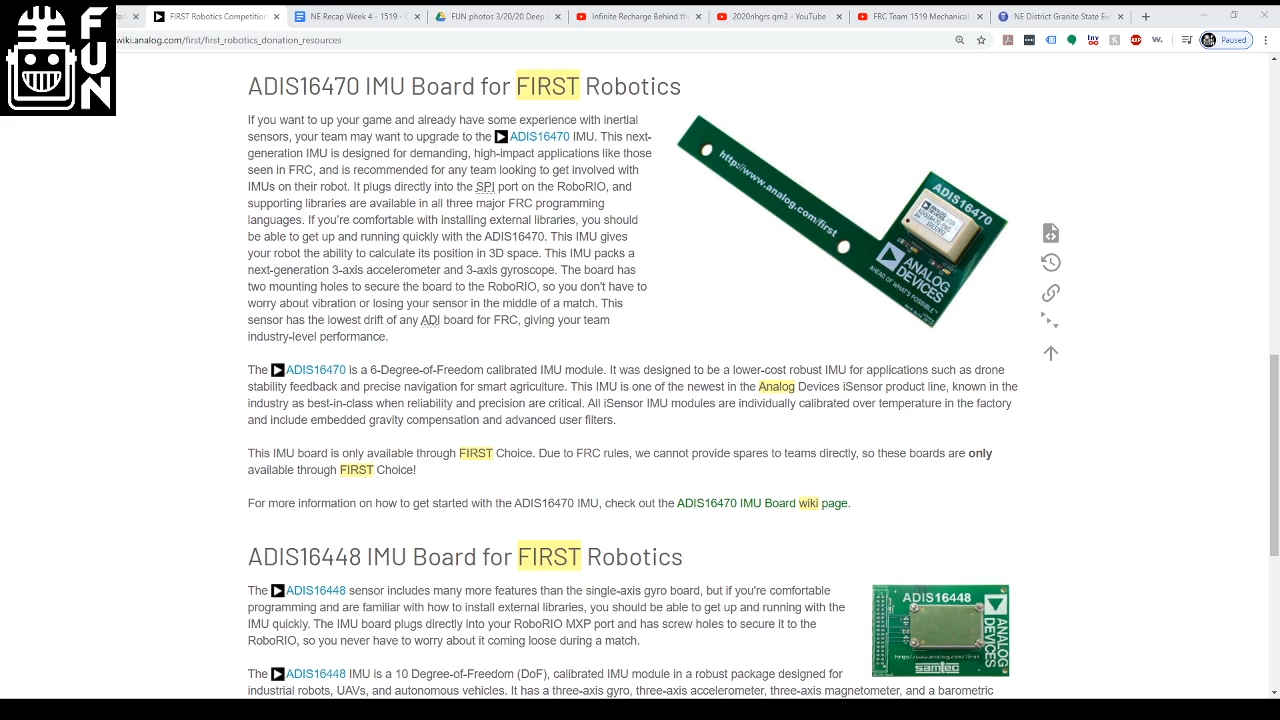 FIRST Robotics Competition
NE Recap Week 4 - 1519 -
FUN photos 3/20/20 Deep
Infinite Recharge Behind th
2020nhgrs qm3 - YouTube
FRC Team 1519 Mechanical
NE District Granite State Eve
wiki.analog.com/first/first_robotics_donation_resources
Paused
FUN
ADIS16470 IMU Board for FIRST Robotics
If you want to up your game and already have some experience with inertial
sensors, your team may want to upgrade to the ADIS16470 IMU. This next-
generation IMU is designed for demanding, high-impact applications like those
seen in FRC, and is recommended for any team looking to get involved with
IMUs on their robot. It plugs directly into the SPI port on the RoboRIO, and
supporting libraries are available in all three major FRC programming
languages. If you're comfortable with installing external libraries, you should
be able to get up and running quickly with the ADIS16470. This IMU gives
your robot the ability to calculate its position in 3D space. This IMU packs a
next-generation 3-axis accelerometer and 3-axis gyroscope. The board has
two mounting holes to secure the board to the RoboRIO, so you don't have to
worry about vibration or losing your sensor in the middle of a match. This
sensor has the lowest drift of any ADI board for FRC, giving your team
industry-level performance.
http://www.analog.com/first
ADIS16470
ANALOG
DEVICES
AHEAD OF WHAT'S POSSIBLE™
The ADIS16470 is a 6-Degree-of-Freedom calibrated IMU module. It was designed to be a lower-cost robust IMU for applications such as drone
stability feedback and precise navigation for smart agriculture. This IMU is one of the newest in the Analog Devices iSensor product line, known in the
industry as best-in-class when reliability and precision are critical. All iSensor IMU modules are individually calibrated over temperature in the factory
and include embedded gravity compensation and advanced user filters.
This IMU board is only available through FIRST Choice. Due to FRC rules, we cannot provide spares to teams directly, so these boards are only
available through FIRST Choice!
For more information on how to get started with the ADIS16470 IMU, check out the ADIS16470 IMU Board wiki page.
ADIS16448 IMU Board for FIRST Robotics
The ADIS16448 sensor includes many more features than the single-axis gyro board, but if you're comfortable
programming and are familiar with how to install external libraries, you should be able to get up and running with the
IMU quickly. The IMU board plugs directly into your RoboRIO MXP port and has screw holes to secure it to the
RoboRIO, so you never have to worry about it coming loose during a match.
ADIS16448
ANALOG
DEVICES
samtec
The ADIS16448 IMU is a 10 Degree-of-Freedom (DoF), calibrated IMU module in a robust package designed for
industrial robots, UAVs, and autonomous vehicles. It has a three-axis gyro, three-axis accelerometer, three-axis magnetometer, and a barometric